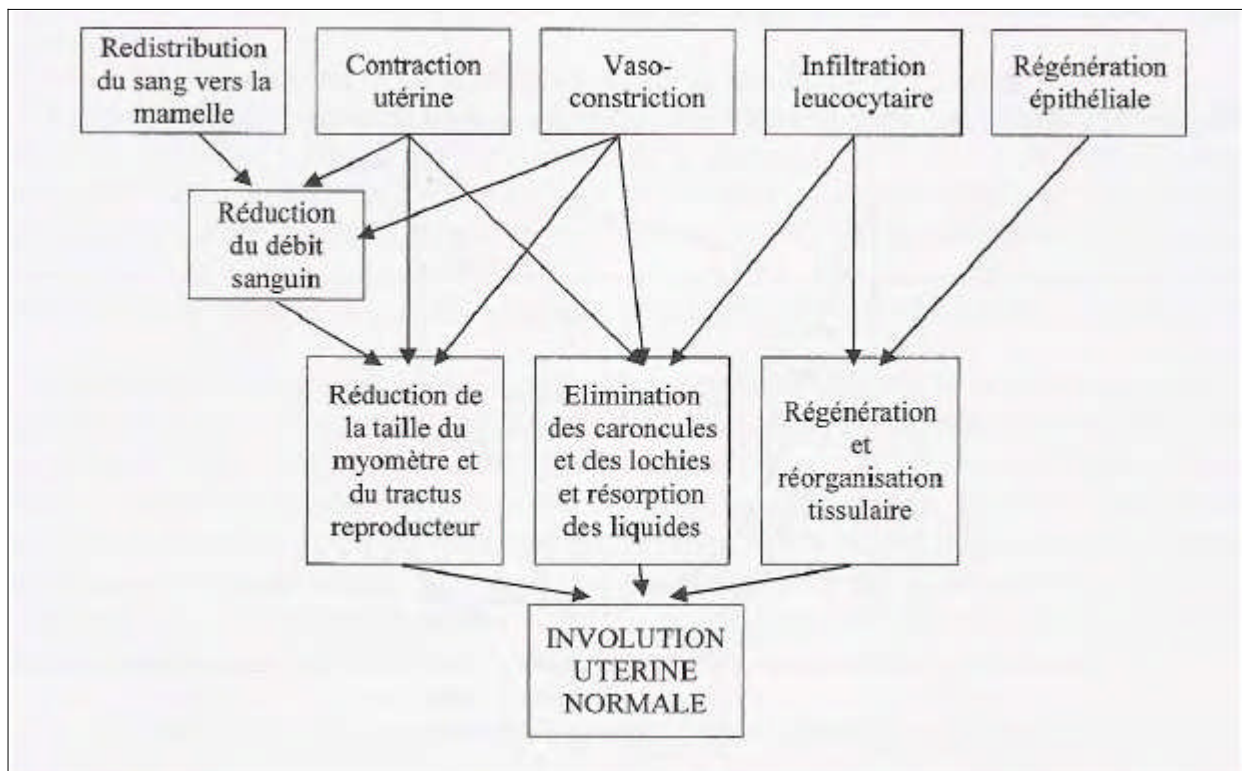 Redistribution
du sang vers la
mamelle
Contraction
utérine
Vaso-
constriction
Infiltration
leucocytaire
Régénération
épithéliale
Réduction
du débit
sanguin
Réduction de
la taille du
myomètre et
du tractus
reproducteur
Elimination
des caroncules
et des lochies
et résorption
des liquides
Régénération
et
réorganisation
tissulaire
INVOLUTION
UTERINE
NORMALE